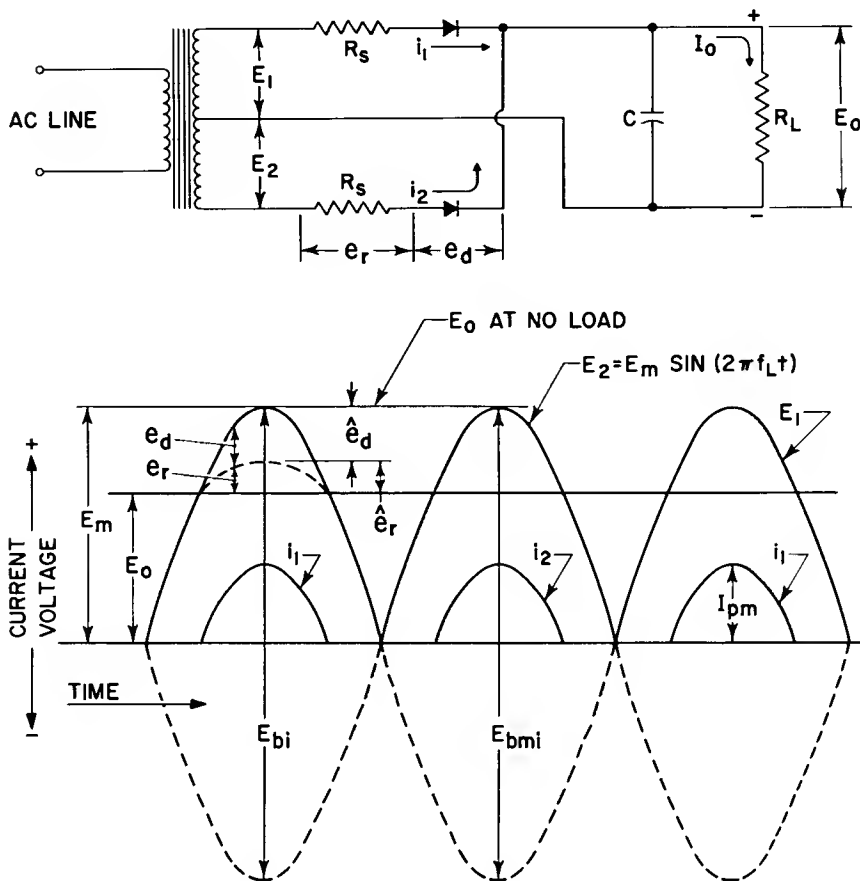 AC LINE
E1
E2
Rs
i1
Rs
i2
er
ed
C
Io
+
RL
Eo
−
Eo AT NO LOAD
E2=Em SIN (2πfLt)
êd
ed
er
êr
E1
+
CURRENT
VOLTAGE
−
Em
Eo
i1
i2
i1
Ipm
TIME
Ebi
Ebmi